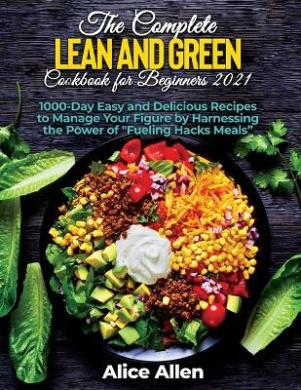 The Complete
LEAN AND GREEN
Cookbook for Beginners 2021
1000-Day Easy and Delicious Recipes
to Manage Your Figure by Harnessing
the Power of "Fueling Hacks Meals"
Alice Allen